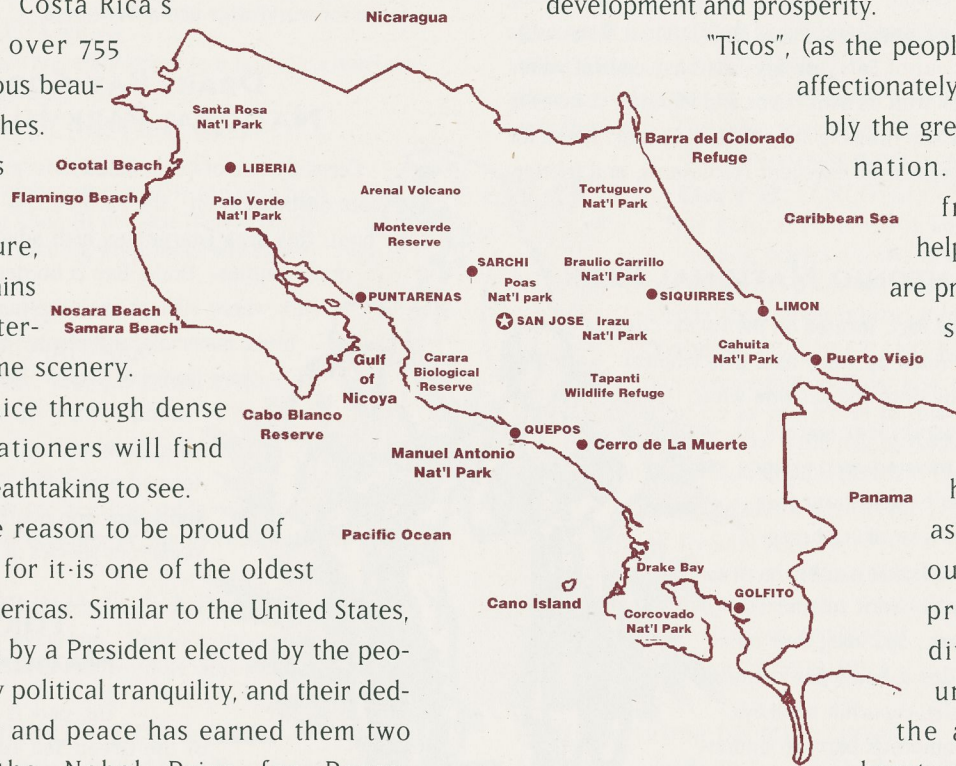 Costa Rica's
over 755
ous beau-
hes.
s
ure,
ins
ter-
ne scenery.
ice through dense
ationers will find
eathtaking to see.
e reason to be proud of
for it is one of the oldest
mericas. Similar to the United States,
by a President elected by the peo-
y political tranquility, and their ded-
and peace has earned them two
development and prosperity.
"Ticos", (as the peopl
affectionately
bly the gre
nation.
fr
help
are pr
s
h
as
ou
pr
di
un
the a
Nicaragua
Santa Rosa
Nat'l Park
Ocotal Beach
LIBERIA
Flamingo Beach
Palo Verde
Nat'l Park
Arenal Volcano
Monteverde
Reserve
Barra del Colorado
Refuge
Tortuguero
Nat'l Park
Caribbean Sea
SARCHI
Poas
Nat'l park
Braulio Carrillo
Nat'l Park
SIQUIRRES
LIMON
PUNTARENAS
Nosara Beach
Samara Beach
SAN JOSE
Irazu
Nat'l Park
Cahuita
Nat'l Park
Puerto Viejo
Gulf
of
Nicoya
Carara
Biological
Reserve
Tapanti
Wildlife Refuge
Cabo Blanco
Reserve
QUEPOS
Cerro de La Muerte
Manuel Antonio
Nat'l Park
Panama
Pacific Ocean
Drake Bay
Cano Island
GOLFITO
Corcovado
Nat'l Park